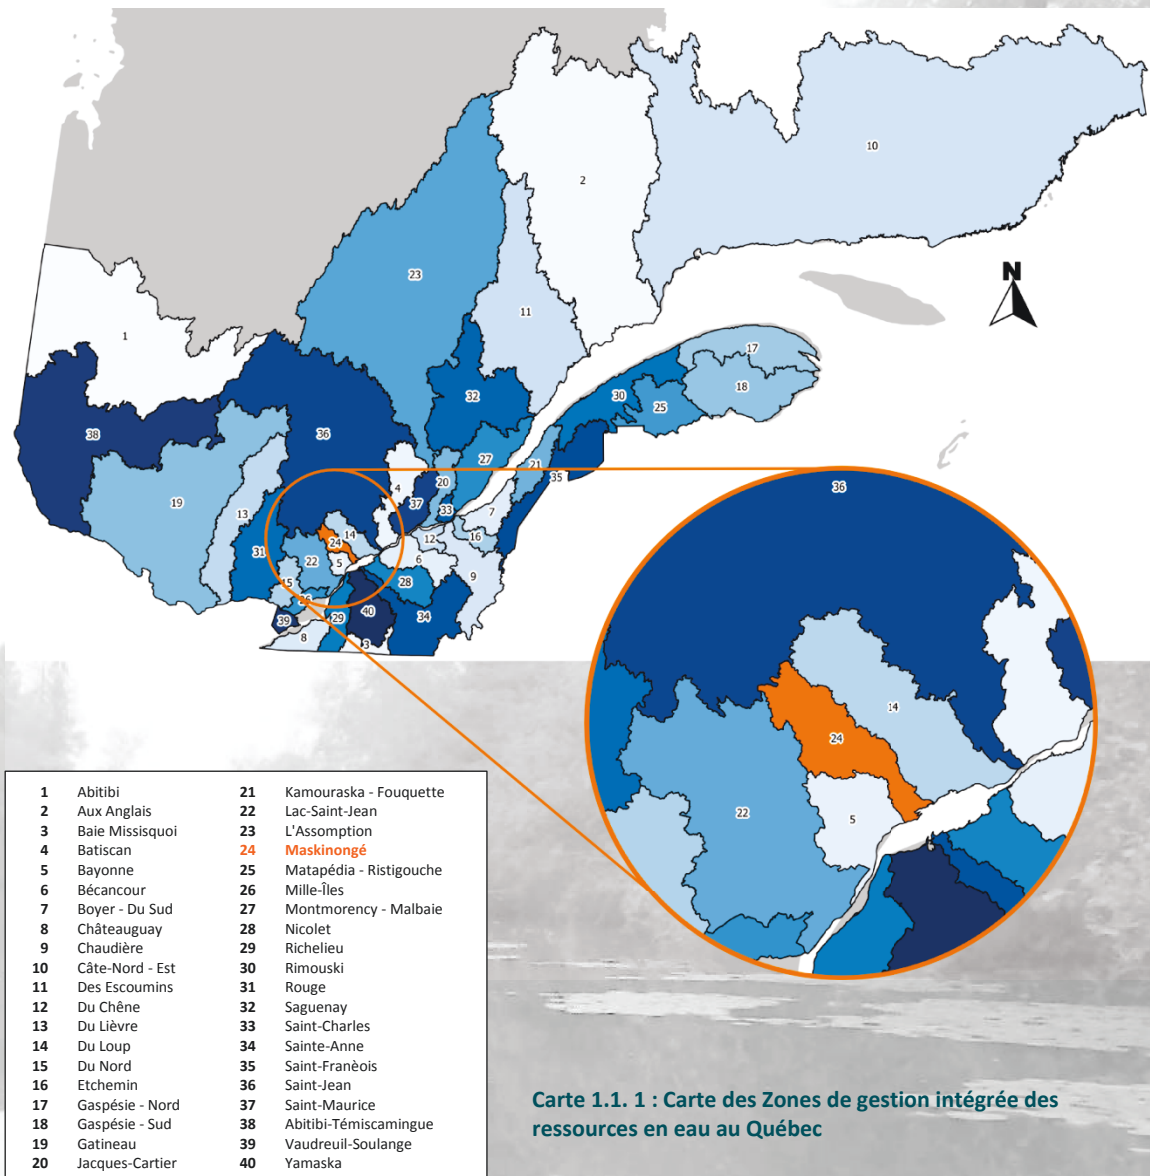 10
2
23
11
N
1
17
18
32
30
25
38
36
27
20
21
35
4
19
37
13
33
7
14
12
16
24
31
22
5
6
9
15
28
26
40
34
39
29
8
3
36
14
24
22
5
1 Abitibi
2 Aux Anglais
3 Baie Missisquoi
4 Batiscan
5 Bayonne
6 Bécancour
7 Boyer - Du Sud
8 Châteauguay
9 Chaudière
10 Câte-Nord - Est
11 Des Escoumins
12 Du Chêne
13 Du Lièvre
14 Du Loup
15 Du Nord
16 Etchemin
17 Gaspésie - Nord
18 Gaspésie - Sud
19 Gatineau
20 Jacques-Cartier
21 Kamouraska - Fouquette
22 Lac-Saint-Jean
23 L'Assomption
24 Maskinongé
25 Matapédia - Ristigouche
26 Mille-Îles
27 Montmorency - Malbaie
28 Nicolet
29 Richelieu
30 Rimouski
31 Rouge
32 Saguenay
33 Saint-Charles
34 Sainte-Anne
35 Saint-Franèois
36 Saint-Jean
37 Saint-Maurice
38 Abitibi-Témiscamingue
39 Vaudreuil-Soulange
40 Yamaska
Carte 1.1. 1 : Carte des Zones de gestion intégrée des
ressources en eau au Québec